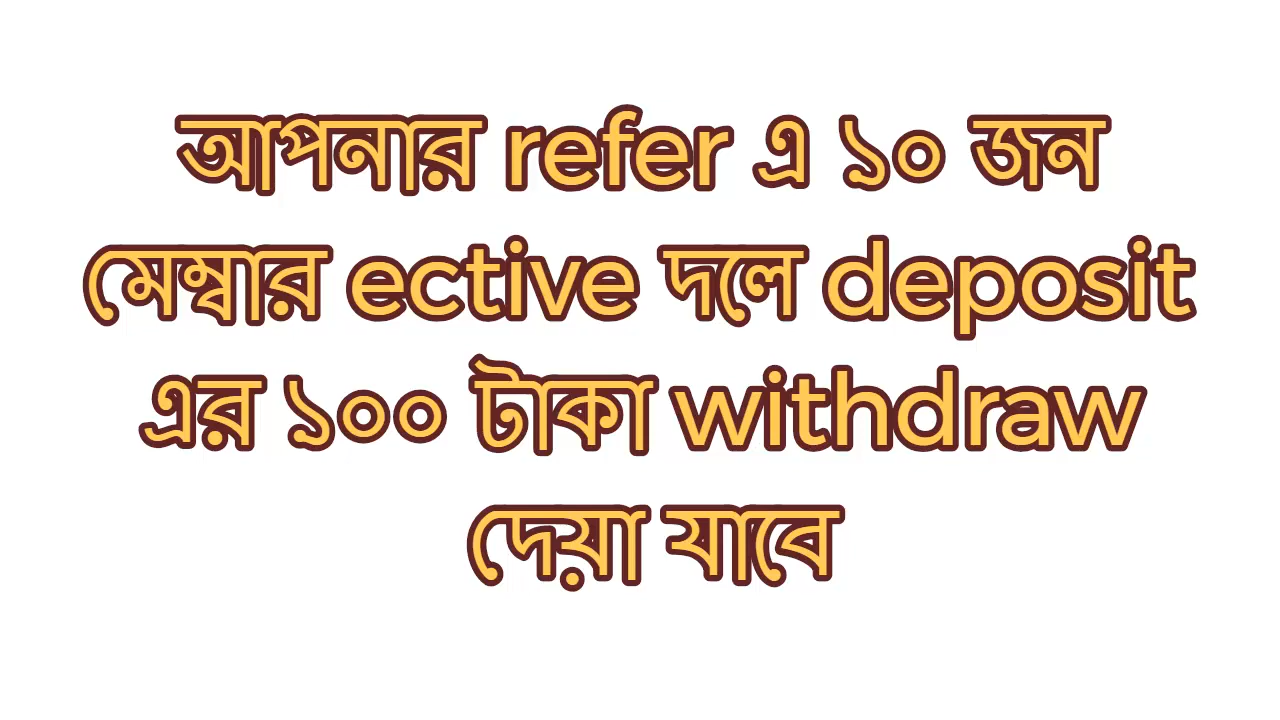 আপনার refer এ ১০ জন
মেম্বার ective দলে deposit
এর ১০০ টাকা withdraw
দেয়া যাবে